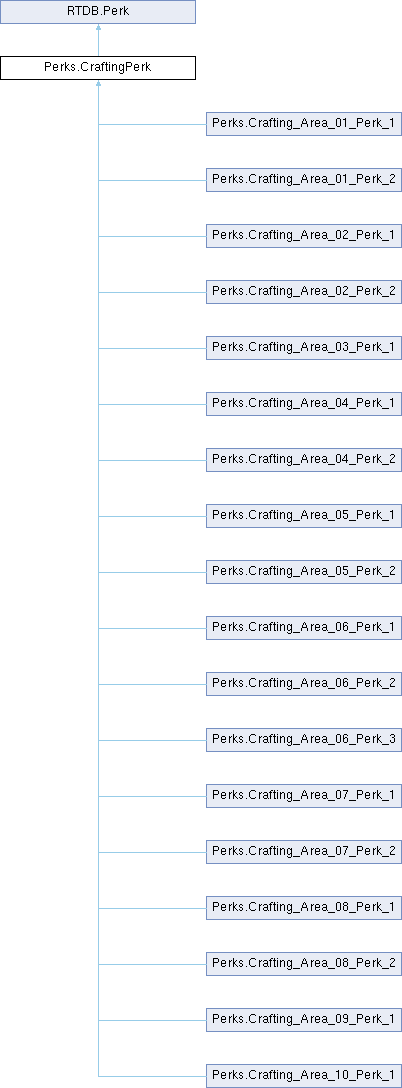 RTDB.Perk
Perks.CraftingPerk
Perks.Crafting_Area_01_Perk_1
Perks.Crafting_Area_01_Perk_2
Perks.Crafting_Area_02_Perk_1
Perks.Crafting_Area_02_Perk_2
Perks.Crafting_Area_03_Perk_1
Perks.Crafting_Area_04_Perk_1
Perks.Crafting_Area_04_Perk_2
Perks.Crafting_Area_05_Perk_1
Perks.Crafting_Area_05_Perk_2
Perks.Crafting_Area_06_Perk_1
Perks.Crafting_Area_06_Perk_2
Perks.Crafting_Area_06_Perk_3
Perks.Crafting_Area_07_Perk_1
Perks.Crafting_Area_07_Perk_2
Perks.Crafting_Area_08_Perk_1
Perks.Crafting_Area_08_Perk_2
Perks.Crafting_Area_09_Perk_1
Perks.Crafting_Area_10_Perk_1